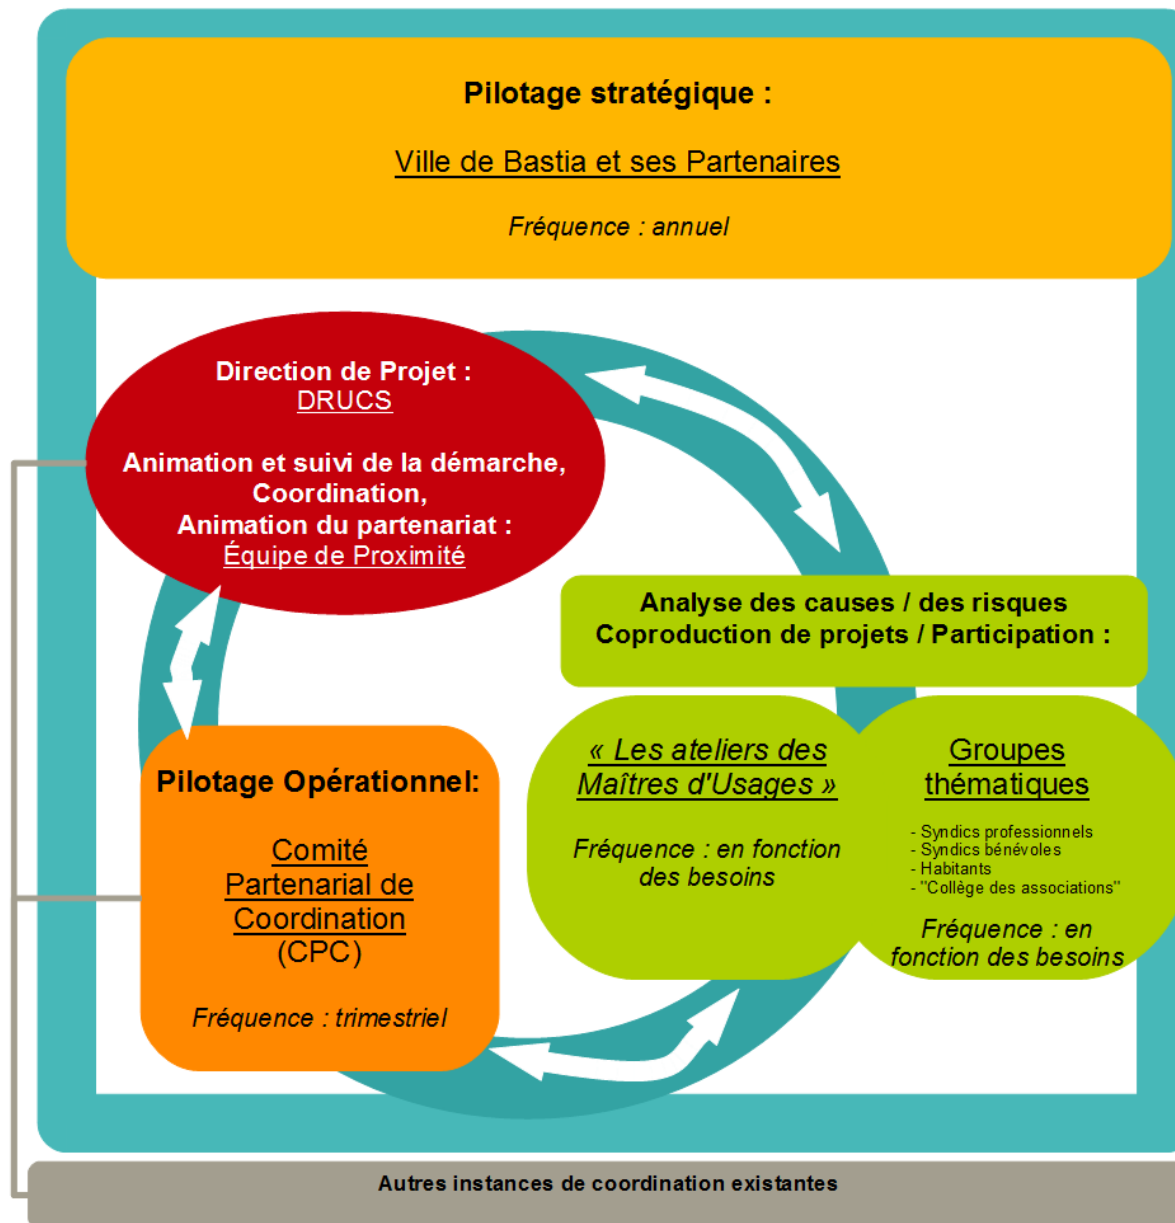 Pilotage stratégique :
Ville de Bastia et ses Partenaires
Fréquence : annuel
Direction de Projet :
DRUCS
Animation et suivi de la démarche,
Coordination,
Animation du partenariat :
Équipe de Proximité
Analyse des causes / des risques
Coproduction de projets / Participation :
« Les ateliers des
Maîtres d'Usages »
Fréquence : en fonction
des besoins
Groupes
thématiques
- Syndics professionnels
- Syndics bénévoles
- Habitants
- "Collège des associations"
Fréquence : en
fonction des besoins
Pilotage Opérationnel:
Comité
Partenarial de
Coordination
(CPC)
Fréquence : trimestriel
Autres instances de coordination existantes